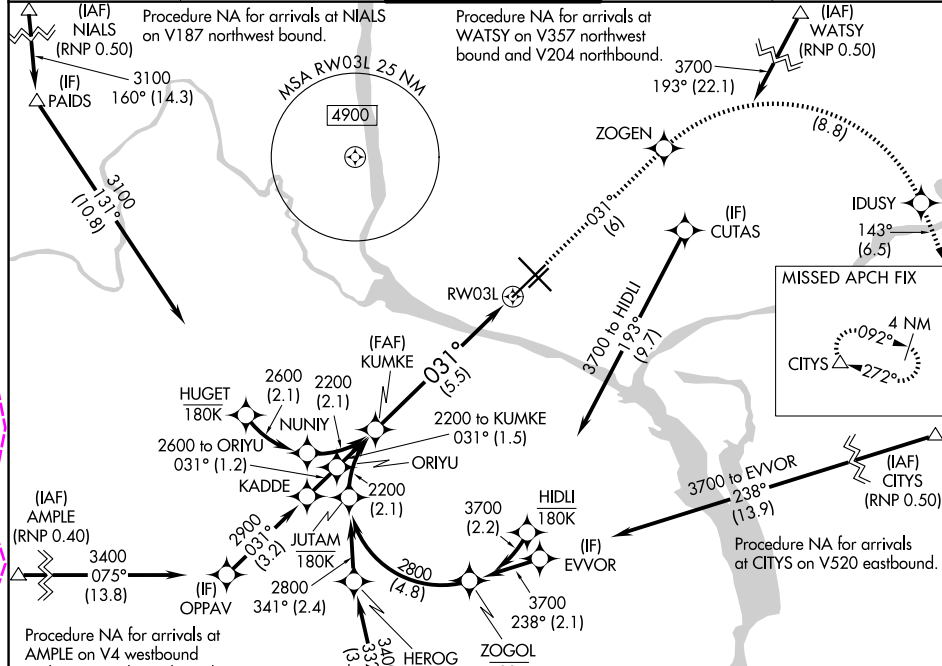 (IAF)
NIALS
(RNP 0.50)
Procedure NA for arrivals at NIALS
on V187 northwest bound.
Procedure NA for arrivals at
WATSY on V357 northwest
bound and V204 northbound.
(IAF)
WATSY
(RNP 0.50)
3100
160° (14.3)
(IF)
PAIDS
MSA RW03L 25 NM
4900
3700
193° (22.1)
ZOGEN
(8.8)
3100
131°
(10.8)
031°
(6)
(IF)
CUTAS
IDUSY
143°
(6.5)
RW03L
MISSED APCH FIX
4 NM
092°
CITYS
272°
3700 to HIDLI
193°
(9.7)
(FAF)
KUMKE
031°
(5.5)
HUGET
180K
2600
(2.1)
2200
(2.1)
NUNIY
2600 to ORIYU
031° (1.2)
2200 to KUMKE
031° (1.5)
ORIYU
KADDE
2200
(2.1)
3700 to EVVOR
238°
(13.9)
(IAF)
CITYS
(RNP 0.50)
(IAF)
AMPLE
(RNP 0.40)
2900
031°
(3.2)
JUTAM
180K
3700
(2.2)
HIDLI
180K
(IF)
EVVOR
Procedure NA for arrivals
at CITYS on V520 eastbound.
3400
075°
(13.8)
(IF)
OPPAV
2800
341° (2.4)
2800
(4.8)
3700
238° (2.1)
Procedure NA for arrivals at
AMPLE on V4 westbound
HEROG
ZOGOL